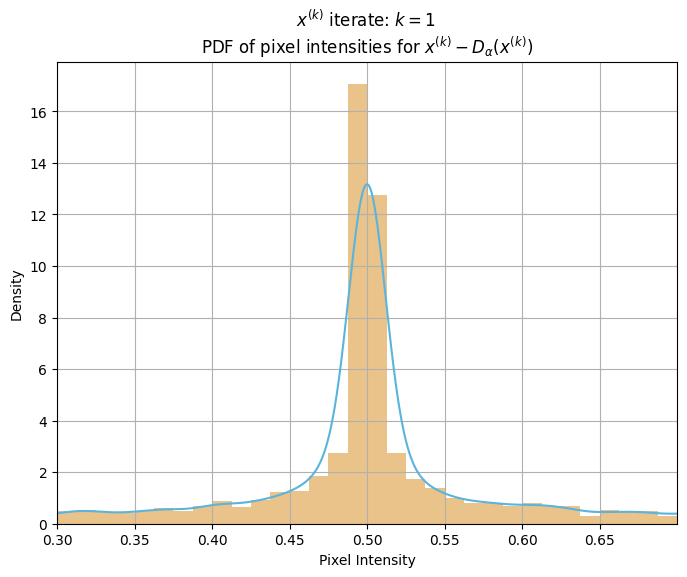 x^(k) iterate: k = 1
PDF of pixel intensities for x^(k) − D_α(x^(k))
16
14
12
10
8
6
4
2
0
Density
0.30 0.35 0.40 0.45 0.50 0.55 0.60 0.65
Pixel Intensity